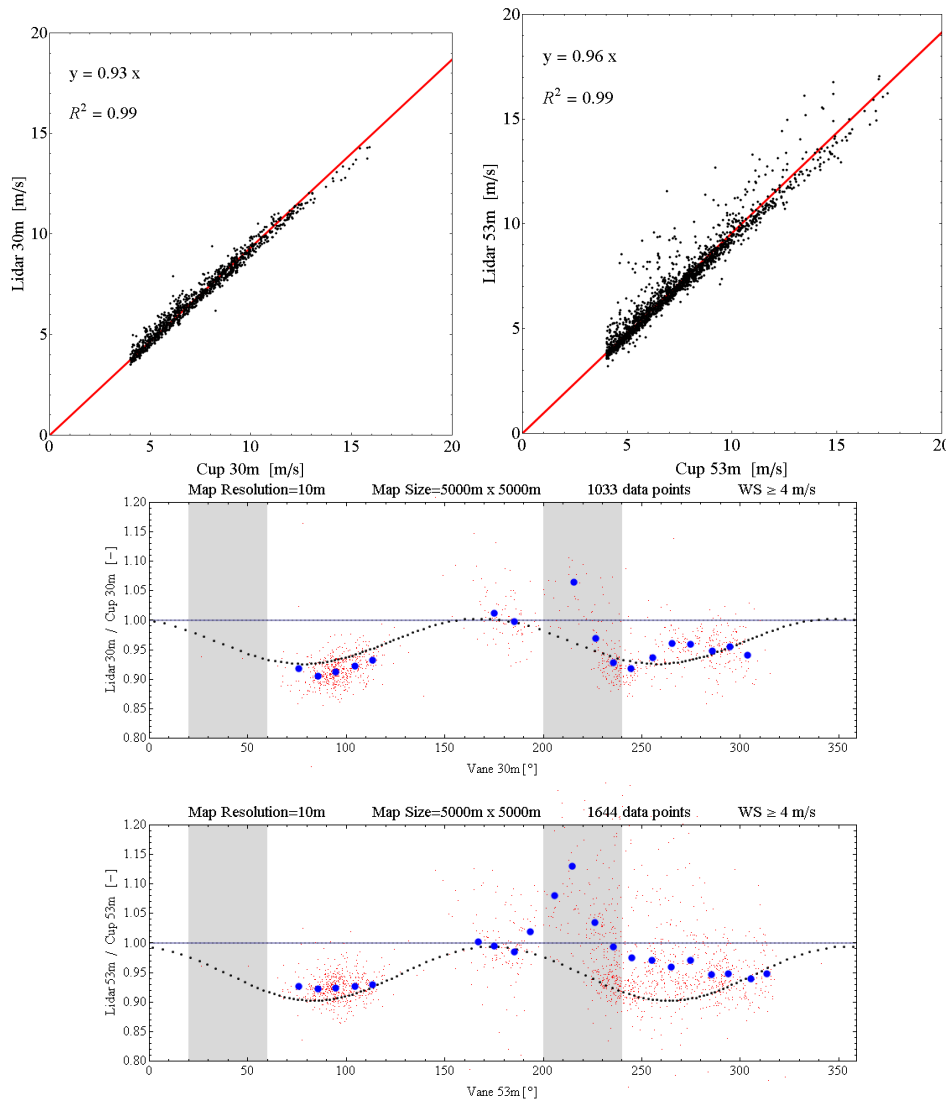 y = 0.93 x
R² = 0.99
20
15
10
5
0
Lidar 30m [m/s]
0 5 10 15 20
Cup 30m [m/s]
y = 0.96 x
R² = 0.99
20
15
10
5
0
Lidar 53m [m/s]
0 5 10 15 20
Cup 53m [m/s]
Map Resolution=10m Map Size=5000m x 5000m 1033 data points WS ≥ 4 m/s
1.20
1.15
1.10
1.05
1.00
0.95
0.90
0.85
0.80
Lidar 30m / Cup 30m [−]
0 50 100 150 200 250 300 350
Vane 30m [°]
Map Resolution=10m Map Size=5000m x 5000m 1644 data points WS ≥ 4 m/s
1.20
1.15
1.10
1.05
1.00
0.95
0.90
0.85
0.80
Lidar 53m / Cup 53m [−]
0 50 100 150 200 250 300 350
Vane 53m [°]